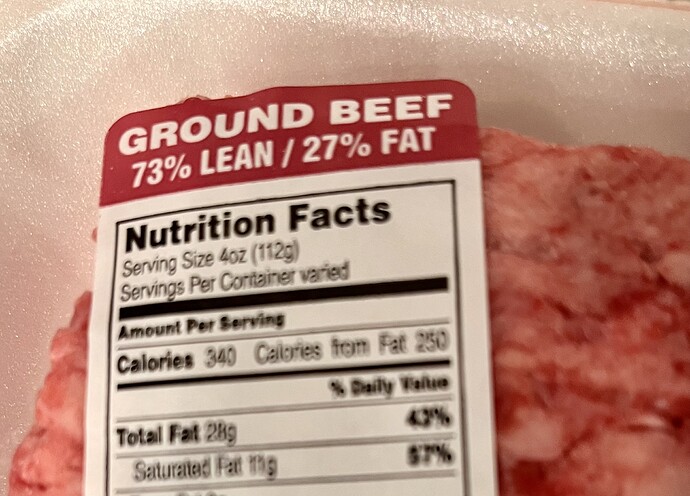 GROUND BEEF
73% LEAN / 27% FAT
Nutrition Facts
Serving Size 4oz (112g)
Servings Per Container varied
Amount Per Serving
Calories 340 Calories from Fat 250
% Daily Value
Total Fat 28g 43%
Saturated Fat 11g 57%